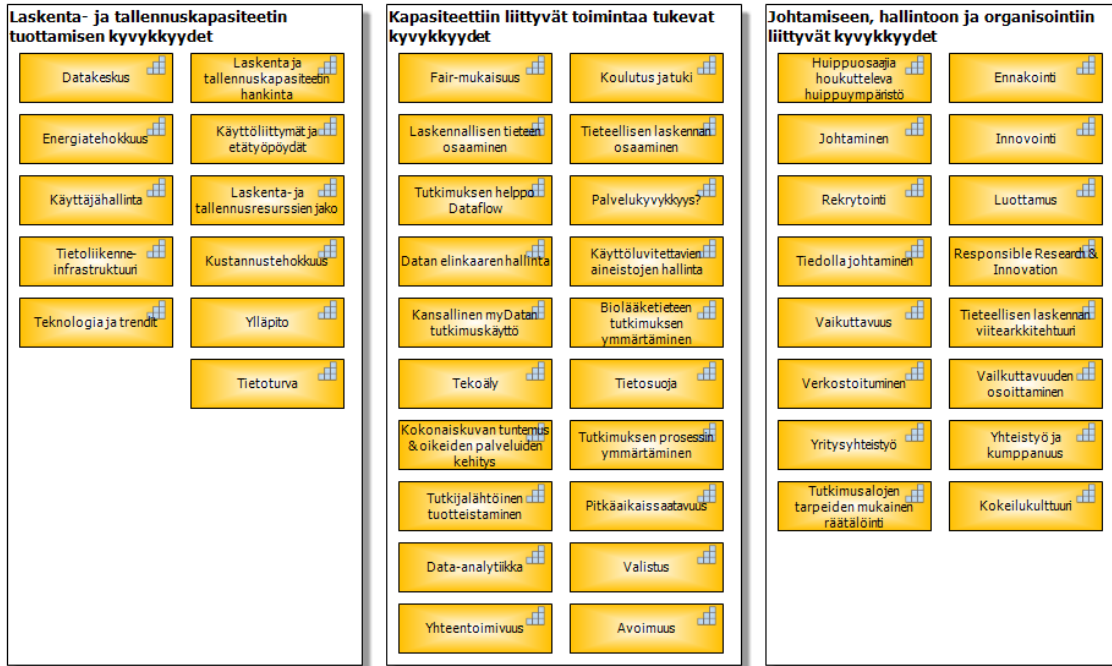 Laskenta- ja tallennuskapasiteetin
tuottamisen kyvykkyydet
Datakeskus
Laskenta ja
tallennuskapasiteetin
hankinta
Energiatehokkuus
Käyttöliittymät ja
etätyöpöydät
Käyttäjähallinta
Laskenta- ja
tallennusresurssien jako
Tietoliikenne-
infrastruktuuri
Kustannustehokkuus
Teknologia ja trendit
Ylläpito
Tietoturva
Kapasiteettiin liittyvät toimintaa tukevat
kyvykkyydet
Fair-mukaisuus
Koulutus ja tuki
Laskennallisen tieteen
osaaminen
Tieteellisen laskennan
osaaminen
Tutkimuksen helppo
Dataflow
Palvelukyvykkyys?
Datan elinkaaren hallinta
Käyttöluvitettavien
aineistojen hallinta
Kansallinen myDatan
tutkimuskäyttö
Biolääketieteen
tutkimuksen
ymmärtäminen
Tekoäly
Tietosuoja
Kokonaiskuvan tuntemus
& oikeiden palveluiden
kehitys
Tutkimuksen prosessin
ymmärtäminen
Tutkijalähtöinen
tuotteistaminen
Pitkäaikaissaatavuus
Data-analytiikka
Valistus
Yhteentoimivuus
Avoimuus
Johtamiseen, hallintoon ja organisointiin
liittyvät kyvykkyydet
Huippuosaajia
houkutteleva
huippuympäristö
Ennakointi
Johtaminen
Innovointi
Rekrytointi
Luottamus
Tiedolla johtaminen
Responsible Research &
Innovation
Vaikuttavuus
Tieteellisen laskennan
viitearkkitehtuuri
Verkostoituminen
Vailkuttavuuden
osoittaminen
Yritysyhteistyö
Yhteistyö ja
kumppanuus
Tutkimusalojen
tarpeiden mukainen
räätälöinti
Kokeilukulttuuri